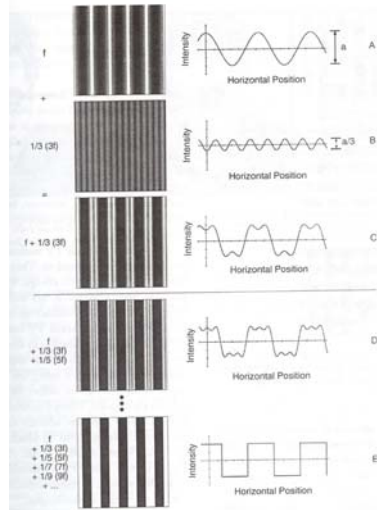 f
Intensity
a
A
Horizontal Position
+
1/3 (3f)
Intensity
a/3
B
Horizontal Position
=
f + 1/3 (3f)
Intensity
C
Horizontal Position
f
+ 1/3 (3f)
+ 1/5 (5f)
Intensity
D
Horizontal Position
f
+ 1/3 (3f)
+ 1/5 (5f)
+ 1/7 (7f)
+ 1/9 (9f)
+ ...
Intensity
E
Horizontal Position